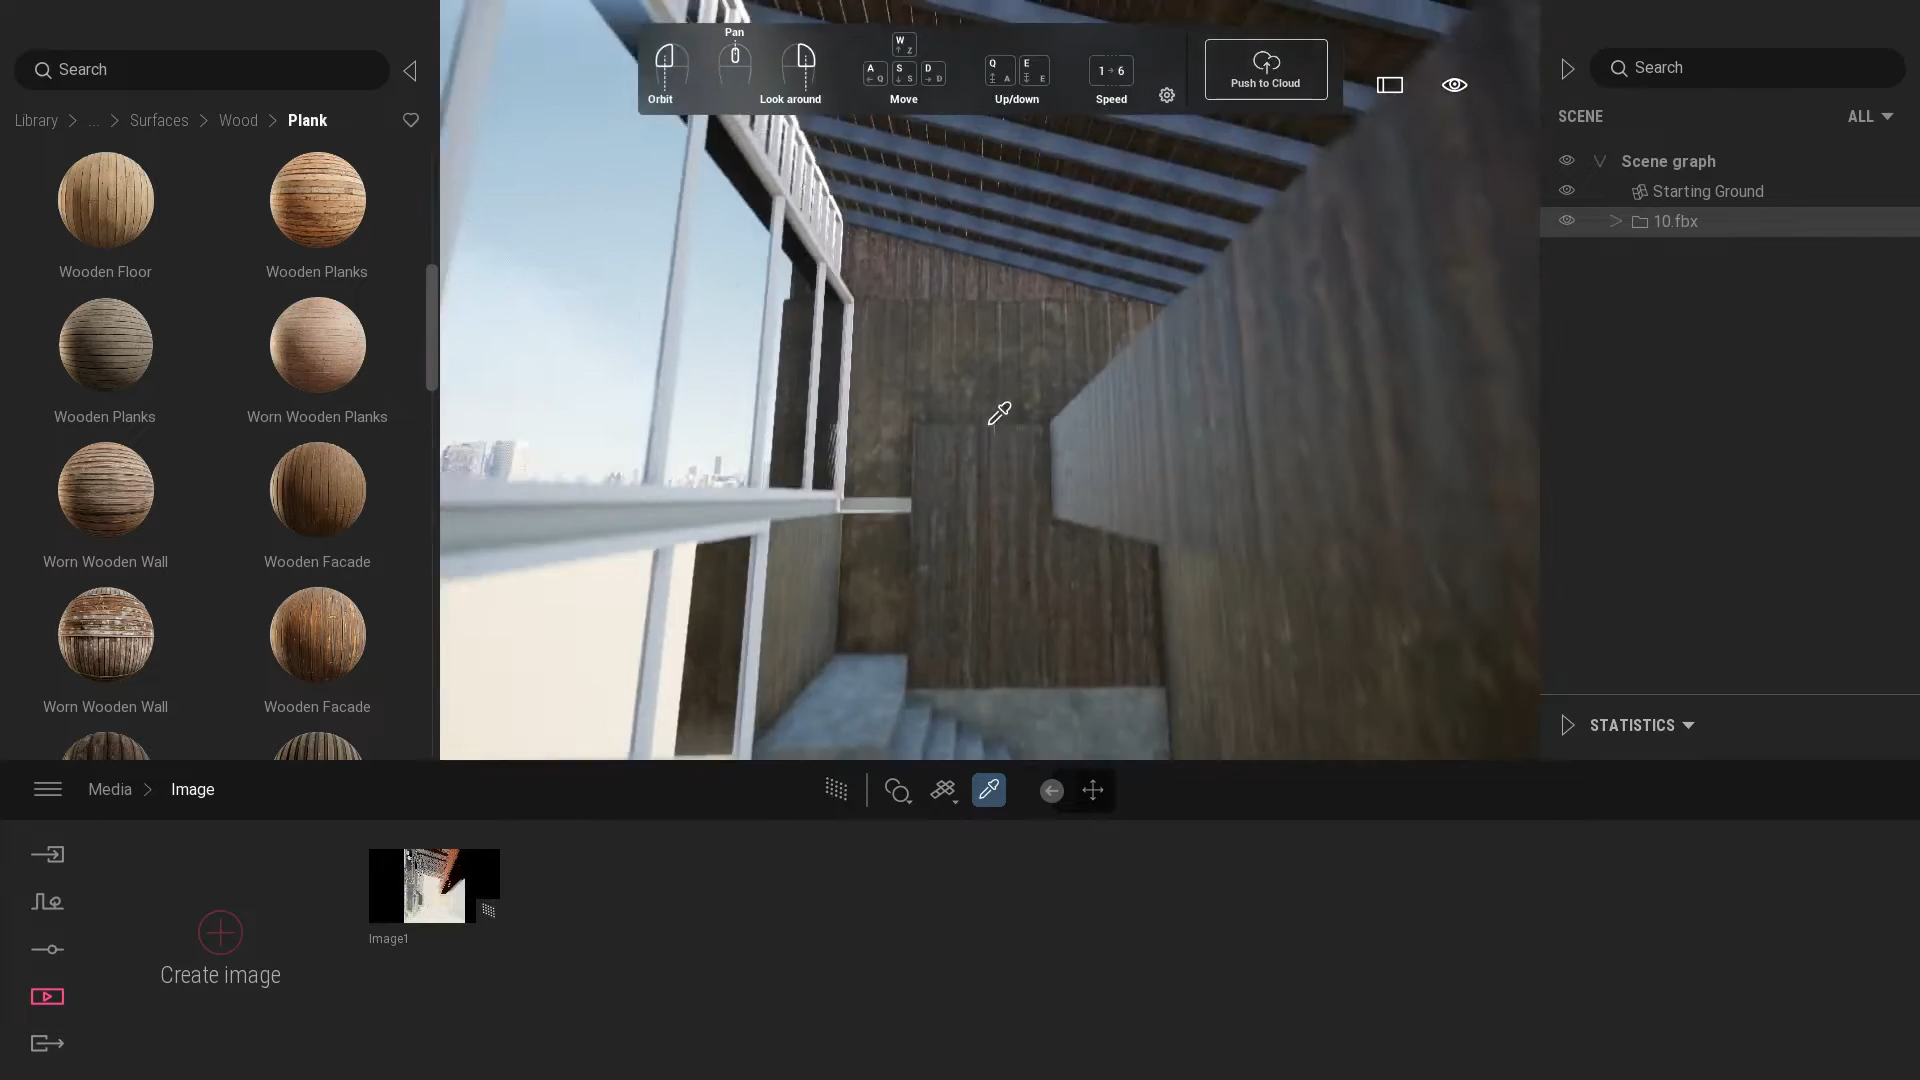 Search
Library
...
Surfaces
Wood
Plank
Wooden Floor
Wooden Planks
Wooden Planks
Worn Wooden Planks
Worn Wooden Wall
Wooden Facade
Worn Wooden Wall
Wooden Facade
Pan
Orbit
Look around
W
Z
A
Q
S
S
D
D
Move
Q
A
E
E
Up/down
1 6
Speed
Push to Cloud
Search
SCENE
ALL
Scene graph
Starting Ground
10.fbx
STATISTICS
Media
Image
Create image
Image1